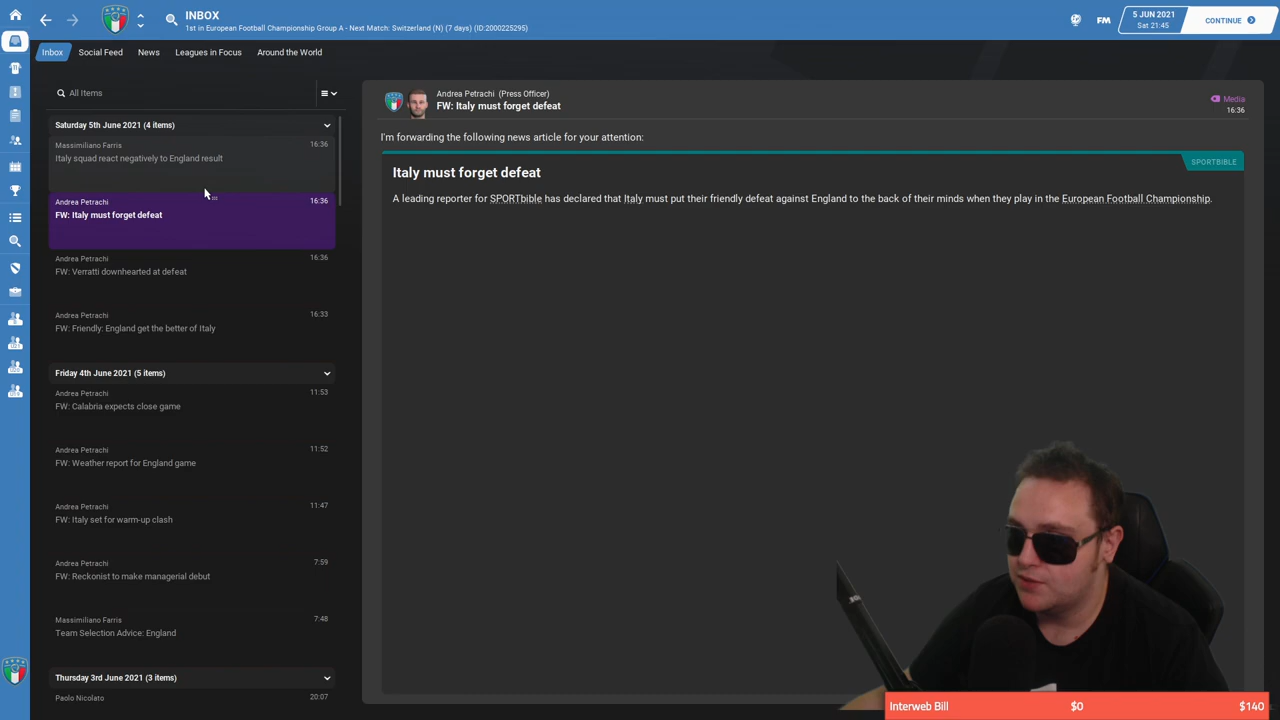 INBOX
1st in European Football Championship Group A - Next Match: Switzerland (N) (7 days) (ID:2000225295)
FM
5 JUN 2021
Sat 21:45
CONTINUE
Inbox
Social Feed
News
Leagues in Focus
Around the World
All Items
Saturday 5th June 2021 (4 items)
Massimiliano Farris
16:36
Italy squad react negatively to England result
Andrea Petrachi
16:36
FW: Italy must forget defeat
Andrea Petrachi
16:36
FW: Verratti downhearted at defeat
Andrea Petrachi
16:33
FW: Friendly: England get the better of Italy
Friday 4th June 2021 (5 items)
Andrea Petrachi
11:53
FW: Calabria expects close game
Andrea Petrachi
11:52
FW: Weather report for England game
Andrea Petrachi
11:47
FW: Italy set for warm-up clash
Andrea Petrachi
7:59
FW: Reckonist to make managerial debut
Massimiliano Farris
7:48
Team Selection Advice: England
Thursday 3rd June 2021 (3 items)
Paolo Nicolato
20:07
Andrea Petrachi (Press Officer)
FW: Italy must forget defeat
Media
16:36
I'm forwarding the following news article for your attention:
SPORTBIBLE
Italy must forget defeat
A leading reporter for SPORTbible has declared that Italy must put their friendly defeat against England to the back of their minds when they play in the European Football Championship.
Interweb Bill
$0
$140